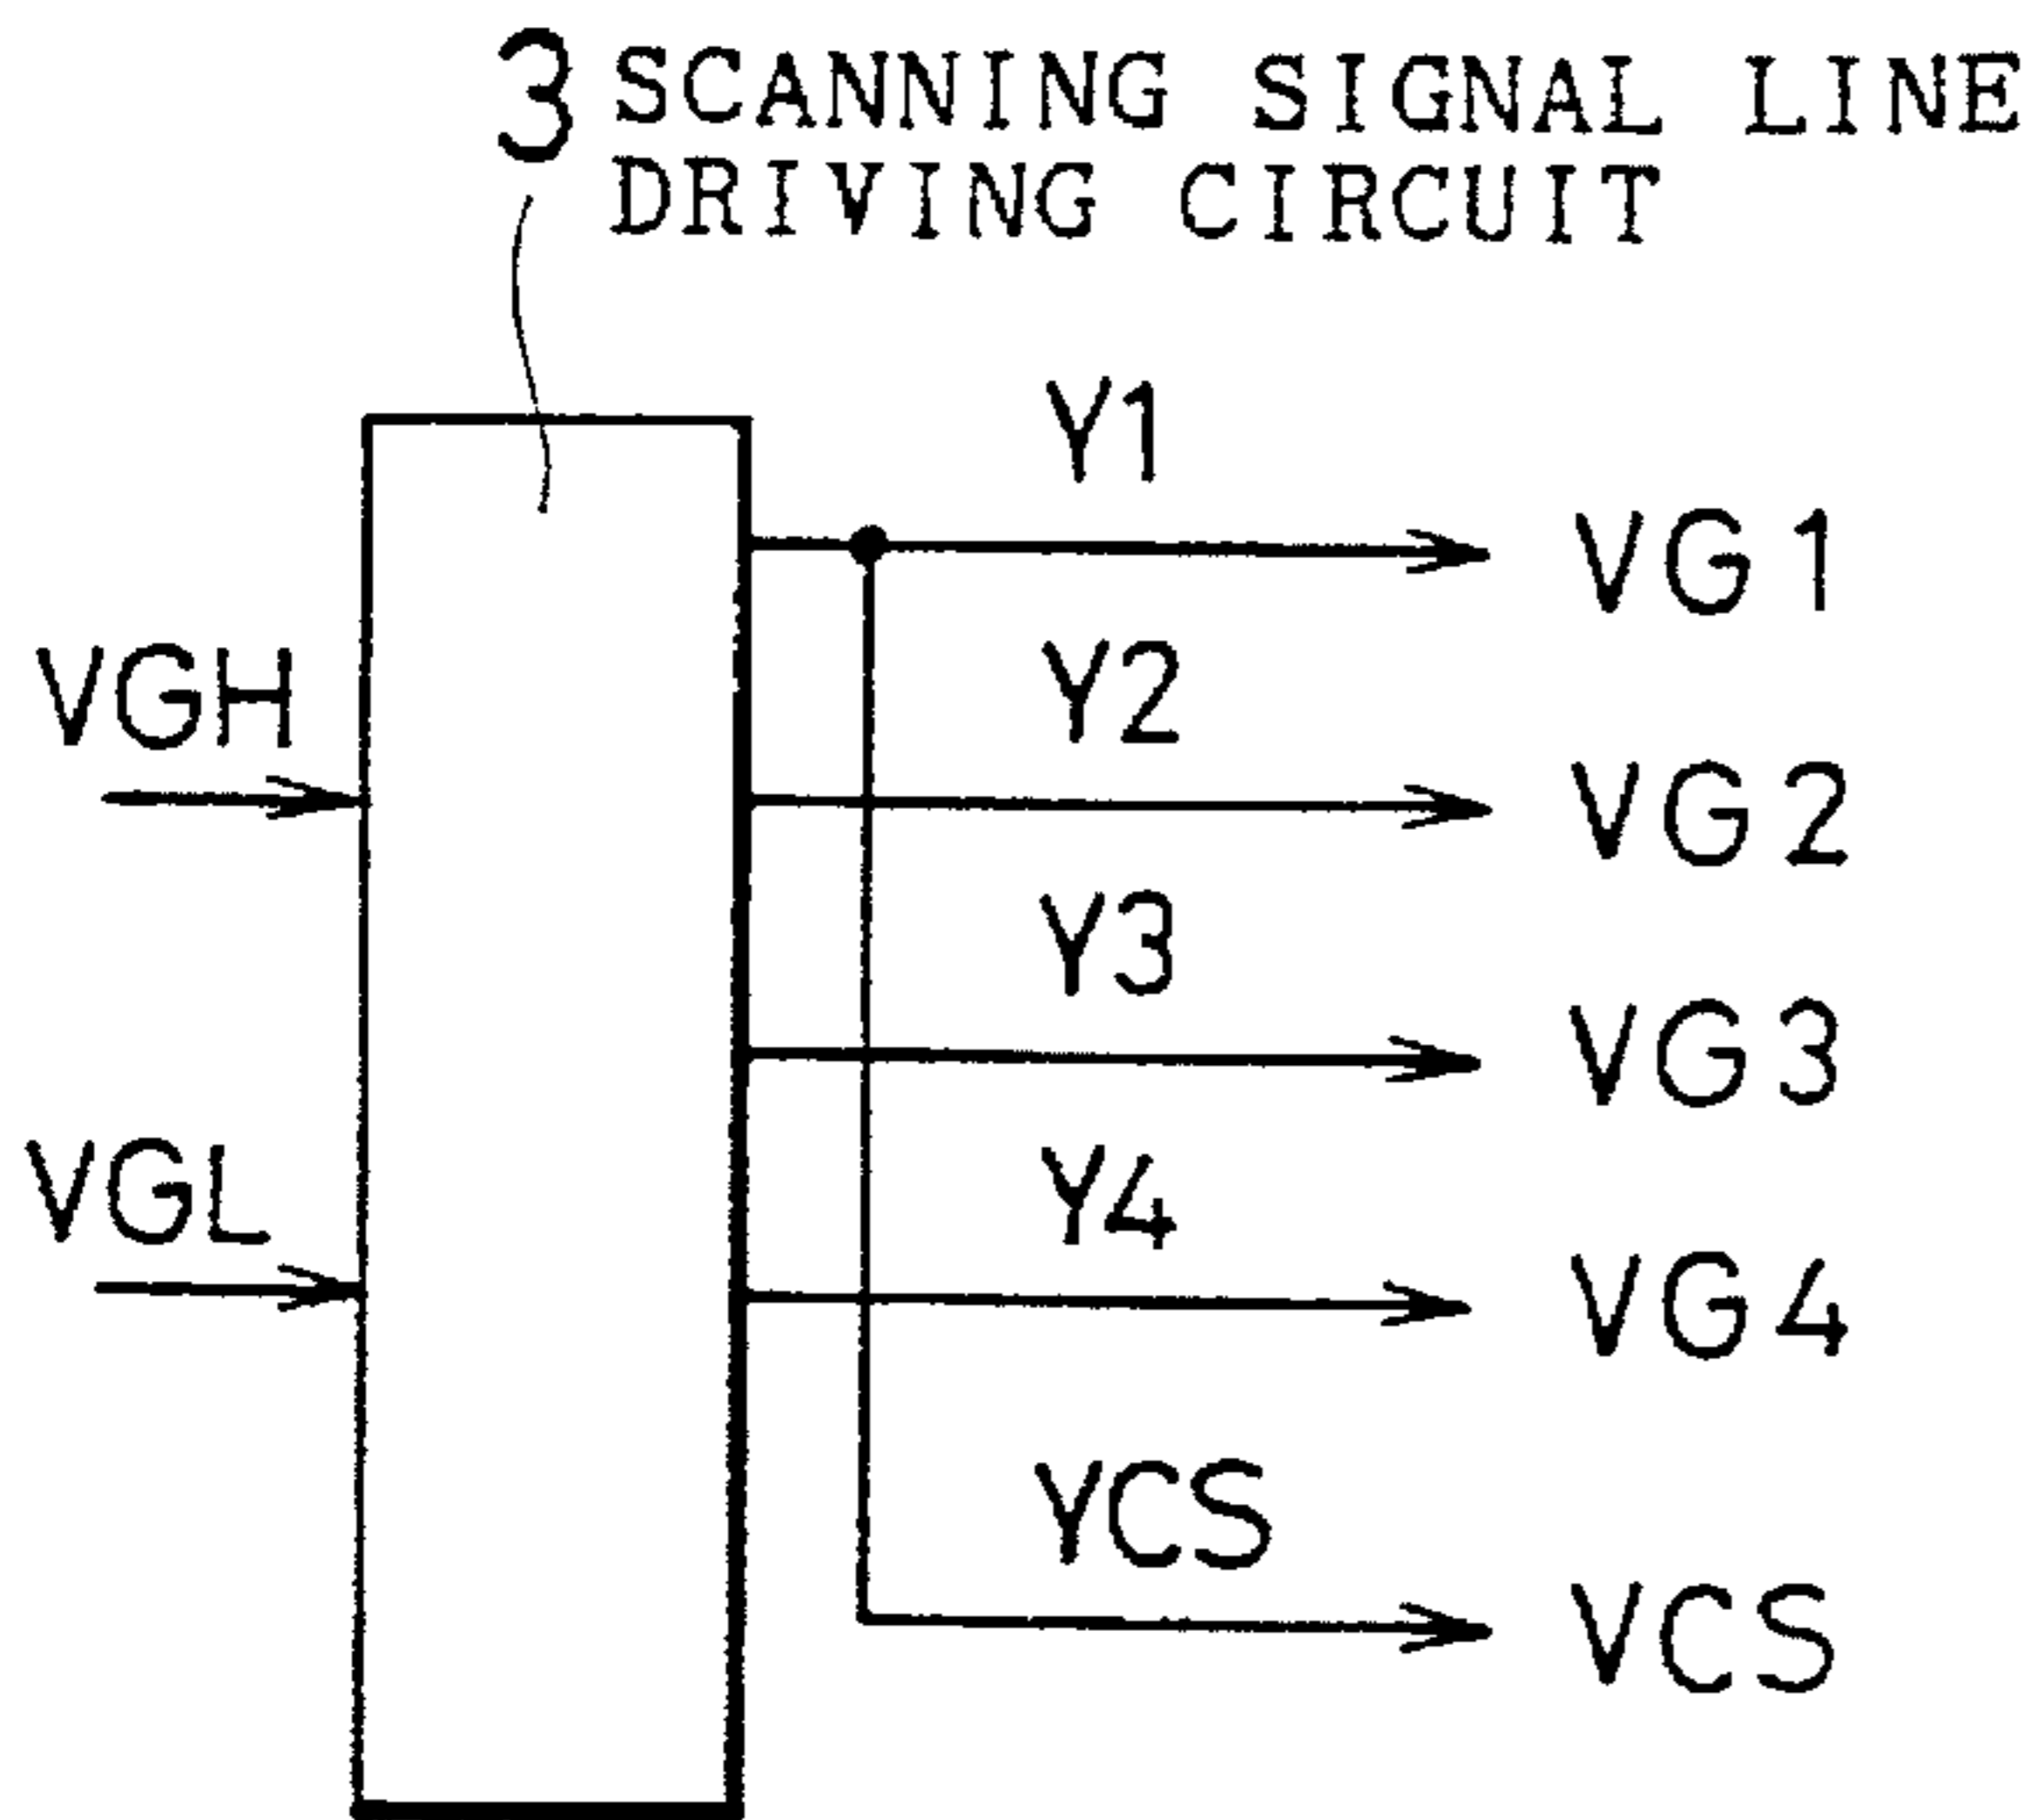 3 SCANNING SIGNAL LINE
DRIVING CIRCUIT
Y1
VG1
VGH
Y2
VG2
Y3
VG3
VGL
Y4
VG4
YCS
VCS